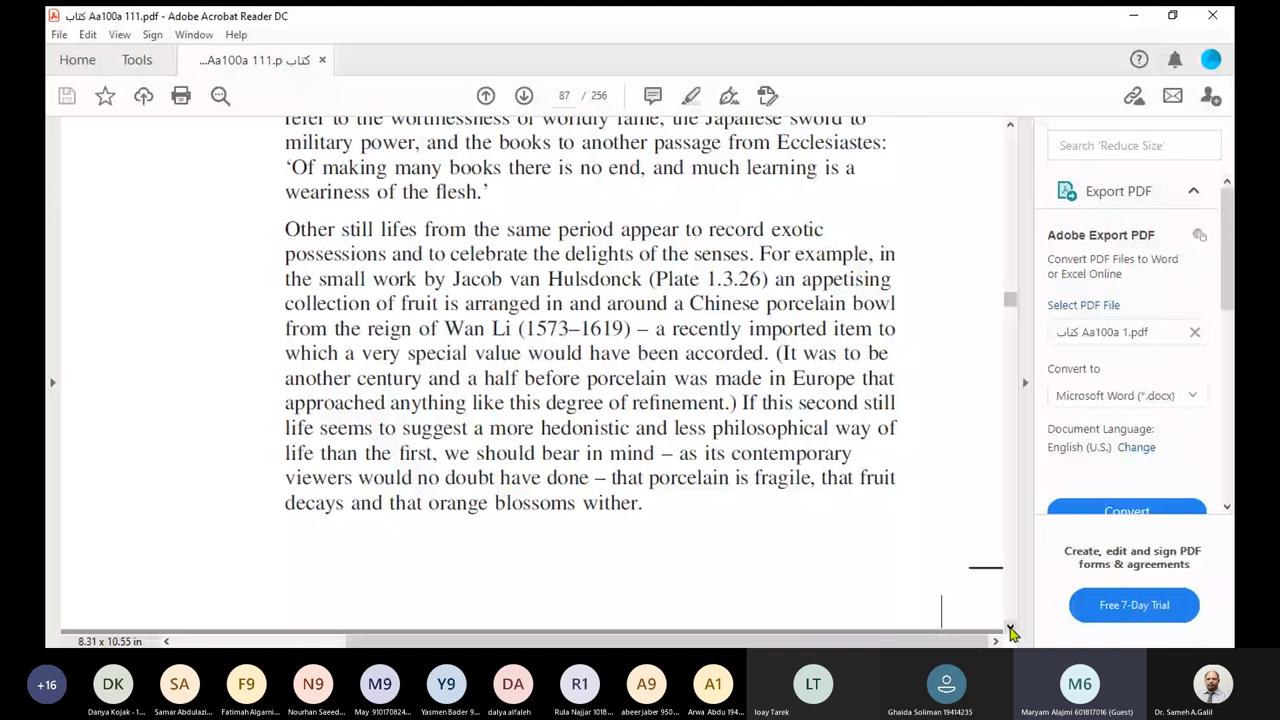 كتاب Aa100a 111.pdf - Adobe Acrobat Reader DC
File Edit View Sign Window Help
Home Tools كتاب Aa100a 111.p... ×
87 / 256
refer to the worthlessness of worldly fame, the Japanese sword to
military power, and the books to another passage from Ecclesiastes:
‘Of making many books there is no end, and much learning is a
weariness of the flesh.’
Other still lifes from the same period appear to record exotic
possessions and to celebrate the delights of the senses. For example, in
the small work by Jacob van Hulsdonck (Plate 1.3.26) an appetising
collection of fruit is arranged in and around a Chinese porcelain bowl
from the reign of Wan Li (1573–1619) – a recently imported item to
which a very special value would have been accorded. (It was to be
another century and a half before porcelain was made in Europe that
approached anything like this degree of refinement.) If this second still
life seems to suggest a more hedonistic and less philosophical way of
life than the first, we should bear in mind – as its contemporary
viewers would no doubt have done – that porcelain is fragile, that fruit
decays and that orange blossoms wither.
8.31 x 10.55 in
Search 'Reduce Size'
Export PDF
Adobe Export PDF
Convert PDF Files to Word
or Excel Online
Select PDF File
كتاب Aa100a 1.pdf
Convert to
Microsoft Word (*.docx)
Document Language:
English (U.S.) Change
Convert
Create, edit and sign PDF
forms & agreements
Free 7-Day Trial
+16 DK SA F9 N9 M9 Y9 DA R1 A9 A1 LT M6
Danya Kojak - 1... Samar Abdulazi... Fatimah Algarni... Nourhan Saeed... May 910170824... Yasmen Bader 9... dalya alfaleh Rula Najjar 1018... abeer jaber 950... Arwa Abdu 194... loay Tarek Ghaida Soliman 19414235 Maryam Alajmi 601817016 (Guest) Dr. Sameh A.Galil